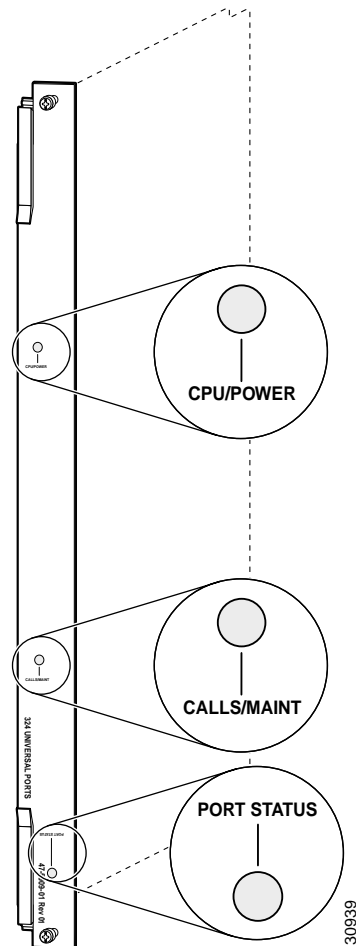 CPU/POWER
CPU/POWER
CALLS/MAINT
CALLS/MAINT
324 UNIVERSAL PORTS
PORT STATUS
PORT STATUS
30939